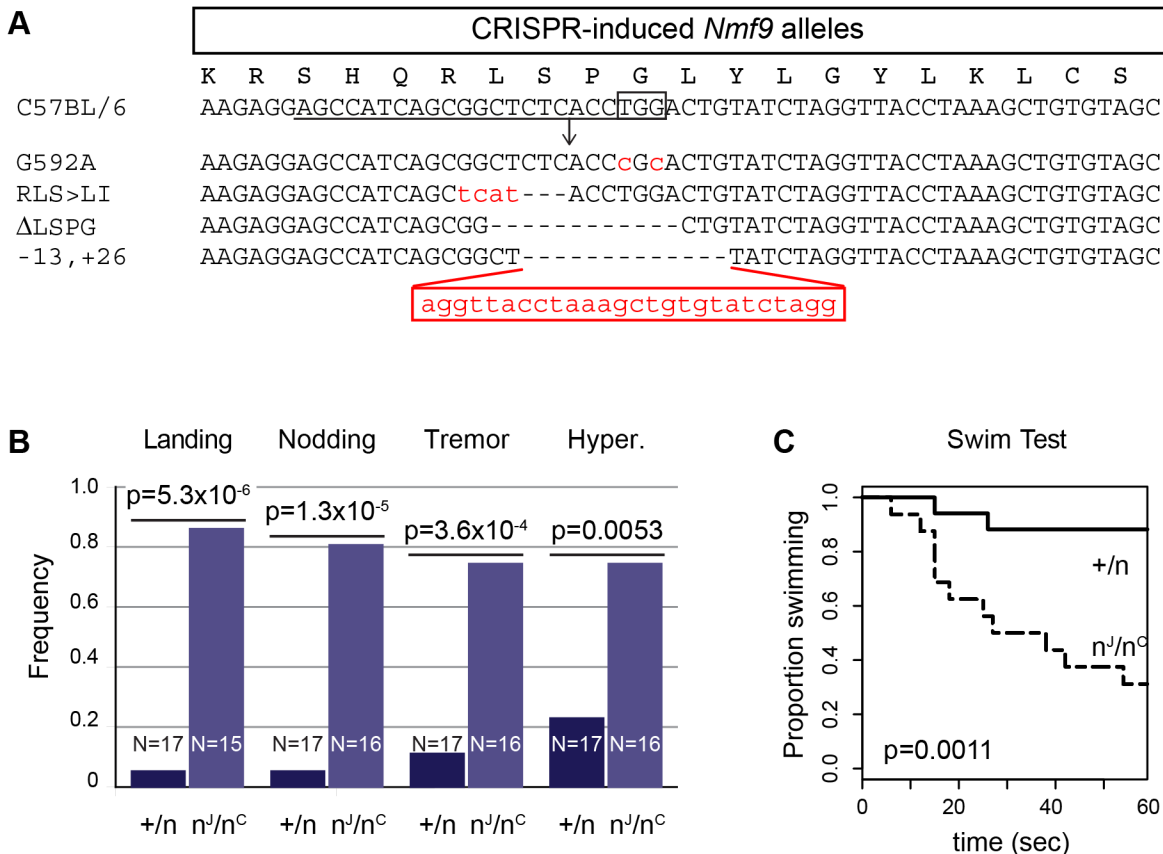 A
CRISPR-induced Nmf9 alleles
K R S H Q R L S P G L Y L G Y L K L C S
C57BL/6 AAGAGGAGCCATCAGCGGCTCTCACCTGGACTGTATCTAGGTTACCTAAAGCTGTGTAGC
G592A AAGAGGAGCCATCAGCGGCTCTCACCcGcACTGTATCTAGGTTACCTAAAGCTGTGTAGC
RLS>LI AAGAGGAGCCATCAGCtcat---ACCTGGACTGTATCTAGGTTACCTAAAGCTGTGTAGC
ΔLSPG AAGAGGAGCCATCAGCGG------------CTGTATCTAGGTTACCTAAAGCTGTGTAGC
-13,+26 AAGAGGAGCCATCAGCGGCT-------------TATCTAGGTTACCTAAAGCTGTGTAGC
aggttacctaaagctgtgtatctagg
B
Landing Nodding Tremor Hyper.
p=5.3x10⁻⁶ p=1.3x10⁻⁵ p=3.6x10⁻⁴ p=0.0053
Frequency
1.0
0.8
0.6
0.4
0.2
0
N=17 N=15 N=17 N=16 N=17 N=16 N=17 N=16
+/n nᴶ/nᶜ +/n nᴶ/nᶜ +/n nᴶ/nᶜ +/n nᴶ/nᶜ
C
Swim Test
Proportion swimming
1.0
0.8
0.6
0.4
0.2
0.0
+/n
nᴶ/nᶜ
p=0.0011
0 20 40 60
time (sec)